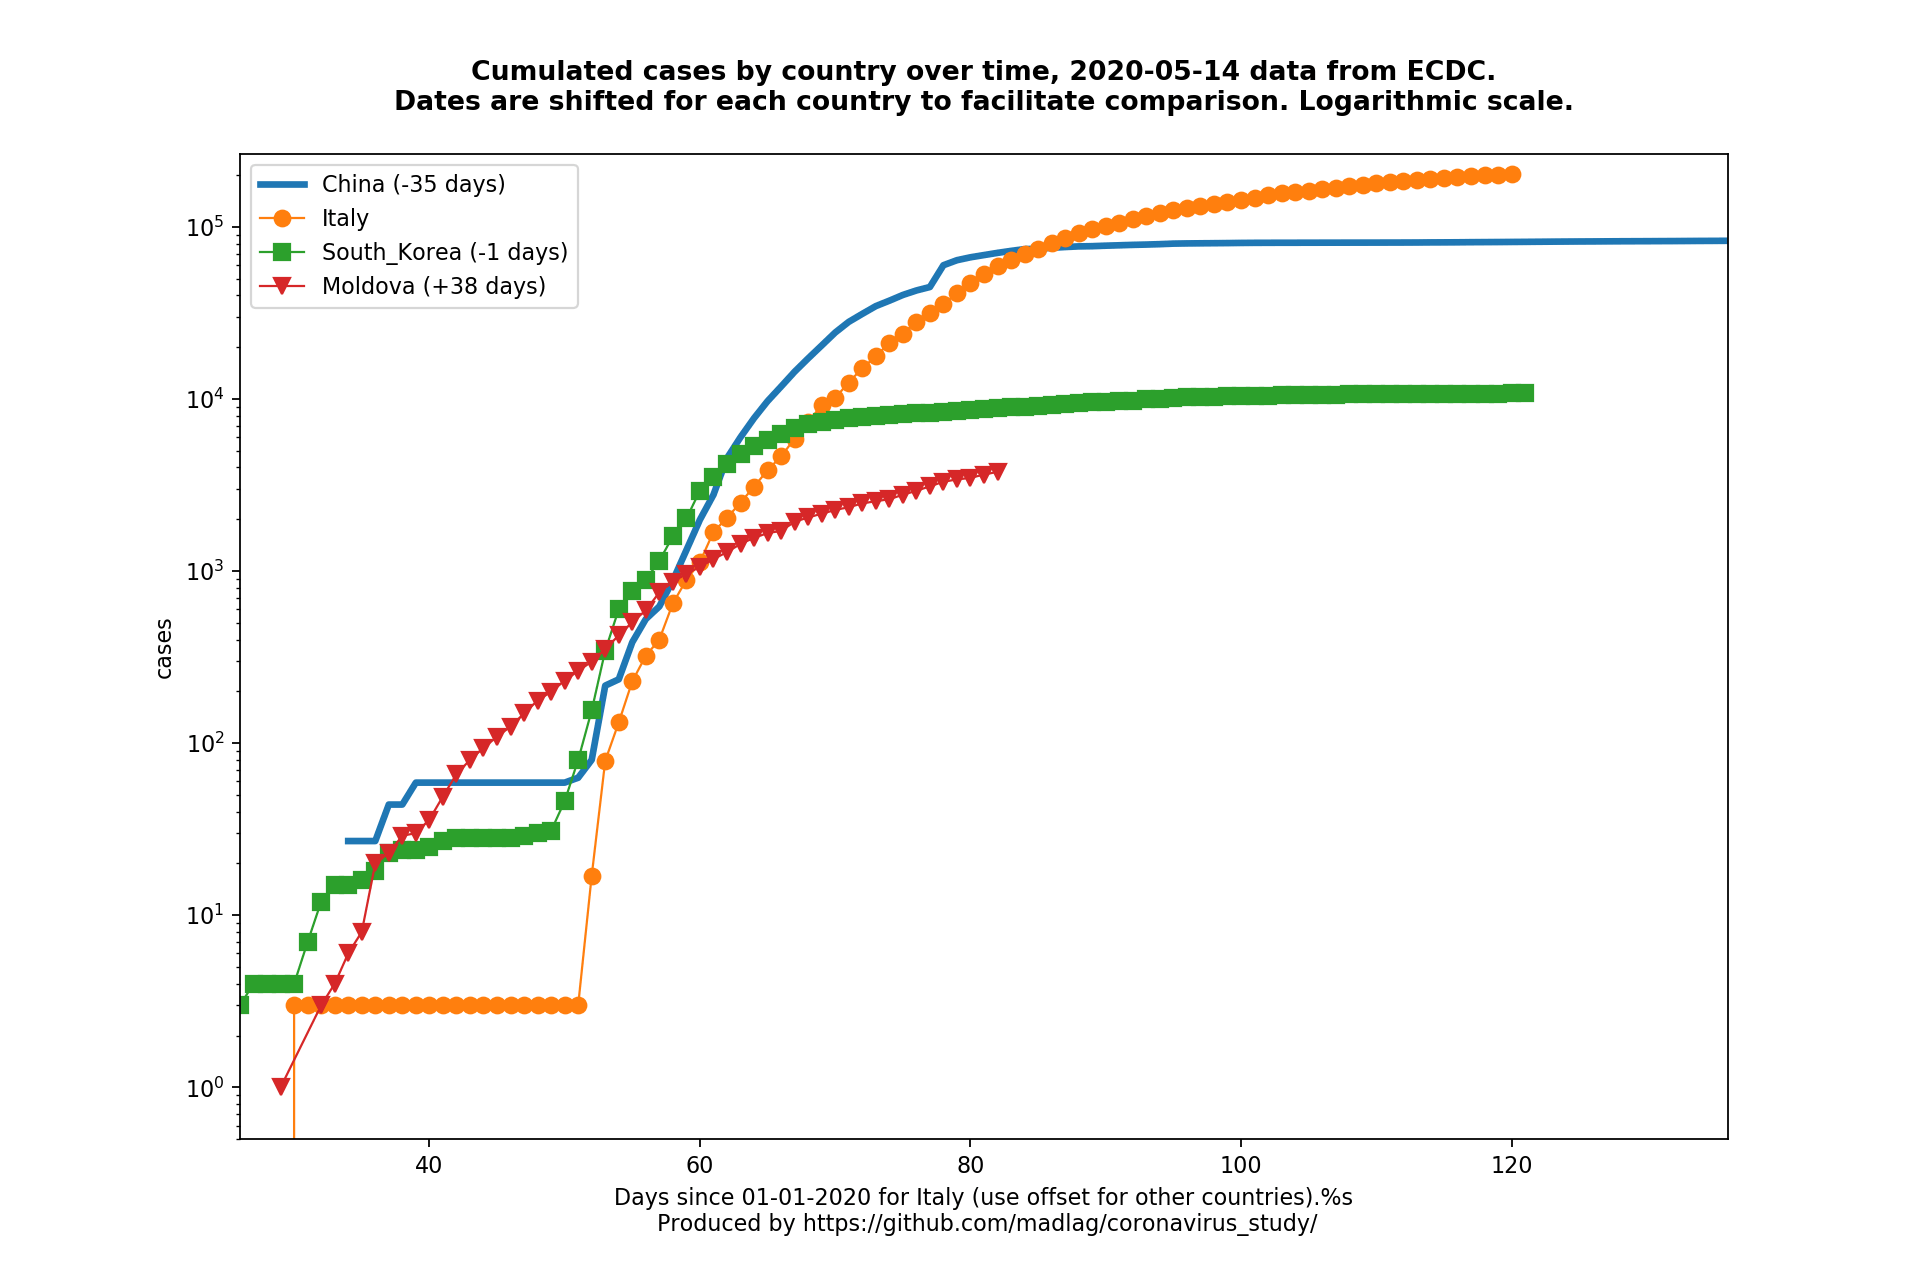 Cumulated cases by country over time, 2020-05-14 data from ECDC.
Dates are shifted for each country to facilitate comparison. Logarithmic scale.
China (-35 days)
Italy
South_Korea (-1 days)
Moldova (+38 days)
10^5
10^4
10^3
10^2
10^1
10^0
cases
40 60 80 100 120
Days since 01-01-2020 for Italy (use offset for other countries).%s
Produced by https://github.com/madlag/coronavirus_study/